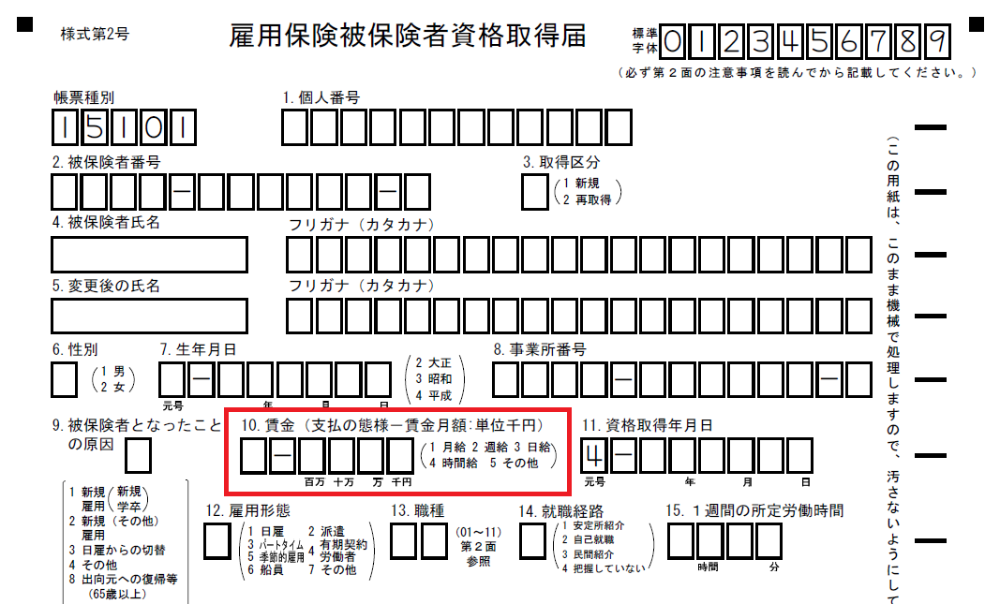 様式第2号
雇用保険被保険者資格取得届
標準字体 0123456789
（必ず第２面の注意事項を読んでから記載してください。）
帳票種別
15101
1.個人番号
2.被保険者番号
－ －
3.取得区分
1 新規
2 再取得
4.被保険者氏名
フリガナ（カタカナ）
5.変更後の氏名
フリガナ（カタカナ）
6.性別
1 男
2 女
7.生年月日
－
元号 年 月 日
2 大正
3 昭和
4 平成
8.事業所番号
－ －
9.被保険者となったこと
の原因
10.賃金（支払の態様－賃金月額:単位千円）
－
百万 十万 万 千円
1 月給 2 週給 3 日給
4 時間給 5 その他
11.資格取得年月日
4－
元号 年 月 日
1 新規雇用（新規学卒）
2 新規（その他）
雇用
3 日雇からの切替
4 その他
8 出向元への復帰等
（65歳以上）
12.雇用形態
1 日雇 2 派遣
3 パートタイム 4 有期契約労働者
5 季節的雇用
6 船員 7 その他
13.職種
(01～11)
第２面
参照
14.就職経路
1 安定所紹介
2 自己就職
3 民間紹介
4 把握していない
15.１週間の所定労働時間
時間 分
（この用紙は、このまま機械で処理しますので、汚さないようにして